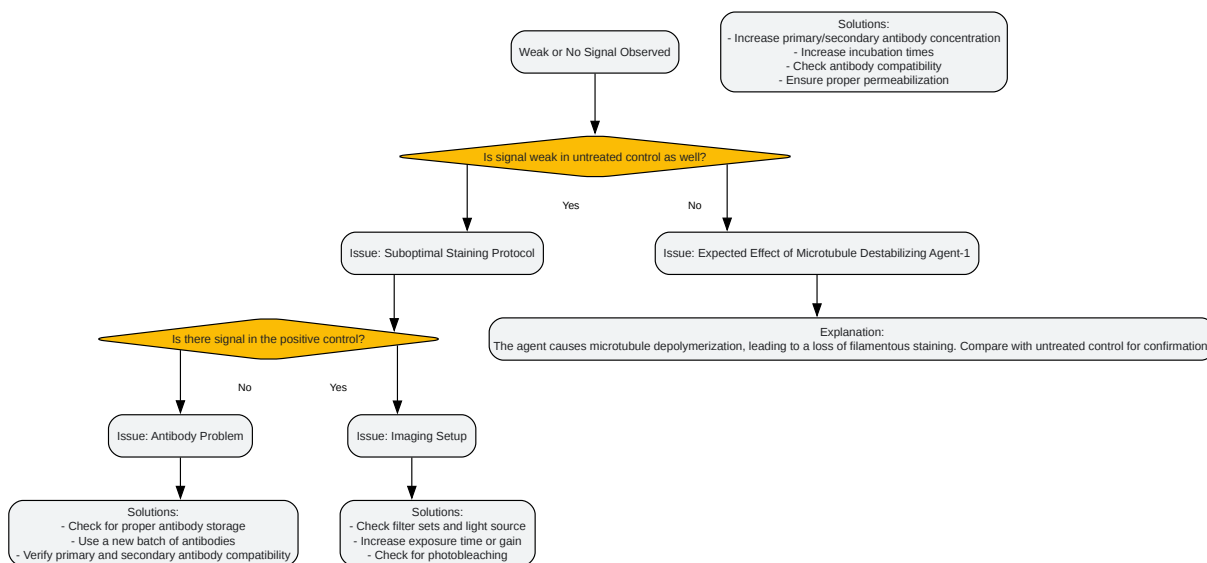 Weak or No Signal Observed
Solutions:
- Increase primary/secondary antibody concentration
- Increase incubation times
- Check antibody compatibility
- Ensure proper permeabilization
Is signal weak in untreated control as well?
Yes
No
Issue: Suboptimal Staining Protocol
Issue: Expected Effect of Microtubule Destabilizing Agent-1
Is there signal in the positive control?
Explanation:
The agent causes microtubule depolymerization, leading to a loss of filamentous staining. Compare with untreated control for confirmation.
No
Yes
Issue: Antibody Problem
Issue: Imaging Setup
Solutions:
- Check for proper antibody storage
- Use a new batch of antibodies
- Verify primary and secondary antibody compatibility
Solutions:
- Check filter sets and light source
- Increase exposure time or gain
- Check for photobleaching